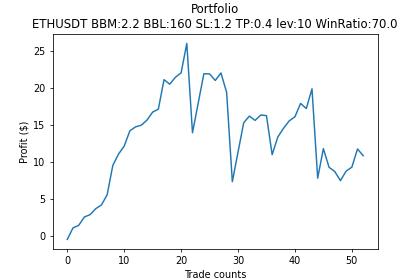 Portfolio
ETHUSDT BBM:2.2 BBL:160 SL:1.2 TP:0.4 lev:10 WinRatio:70.0
25
20
15
10
5
0
Profit ($)
0 10 20 30 40 50
Trade counts